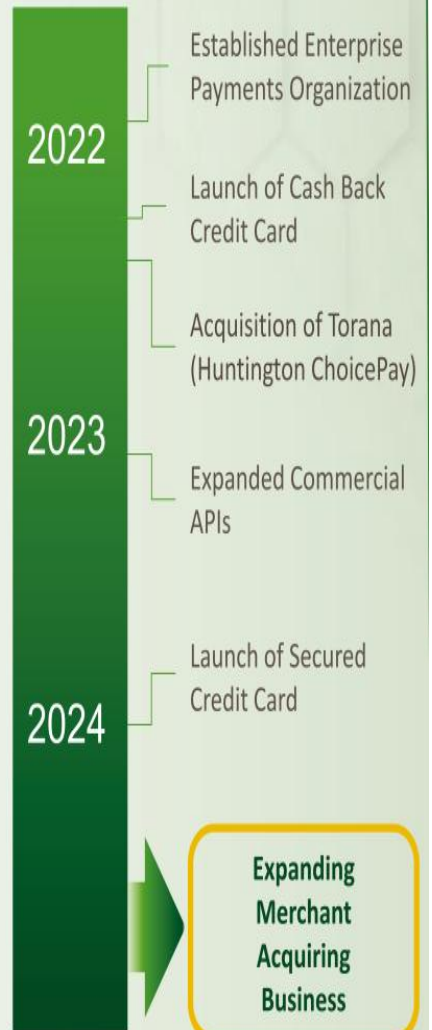 Established Enterprise
Payments Organization
2022
Launch of Cash Back
Credit Card
Acquisition of Torana
(Huntington ChoicePay)
2023
Expanded Commercial
APIs
Launch of Secured
Credit Card
2024
Expanding
Merchant
Acquiring
Business